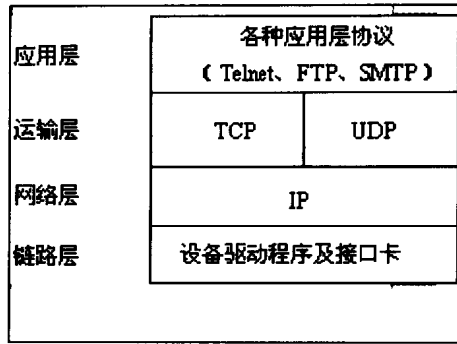 应用层
各种应用层协议
（Telnet、FTP、SMTP）
运输层
TCP
UDP
网络层
IP
链路层
设备驱动程序及接口卡